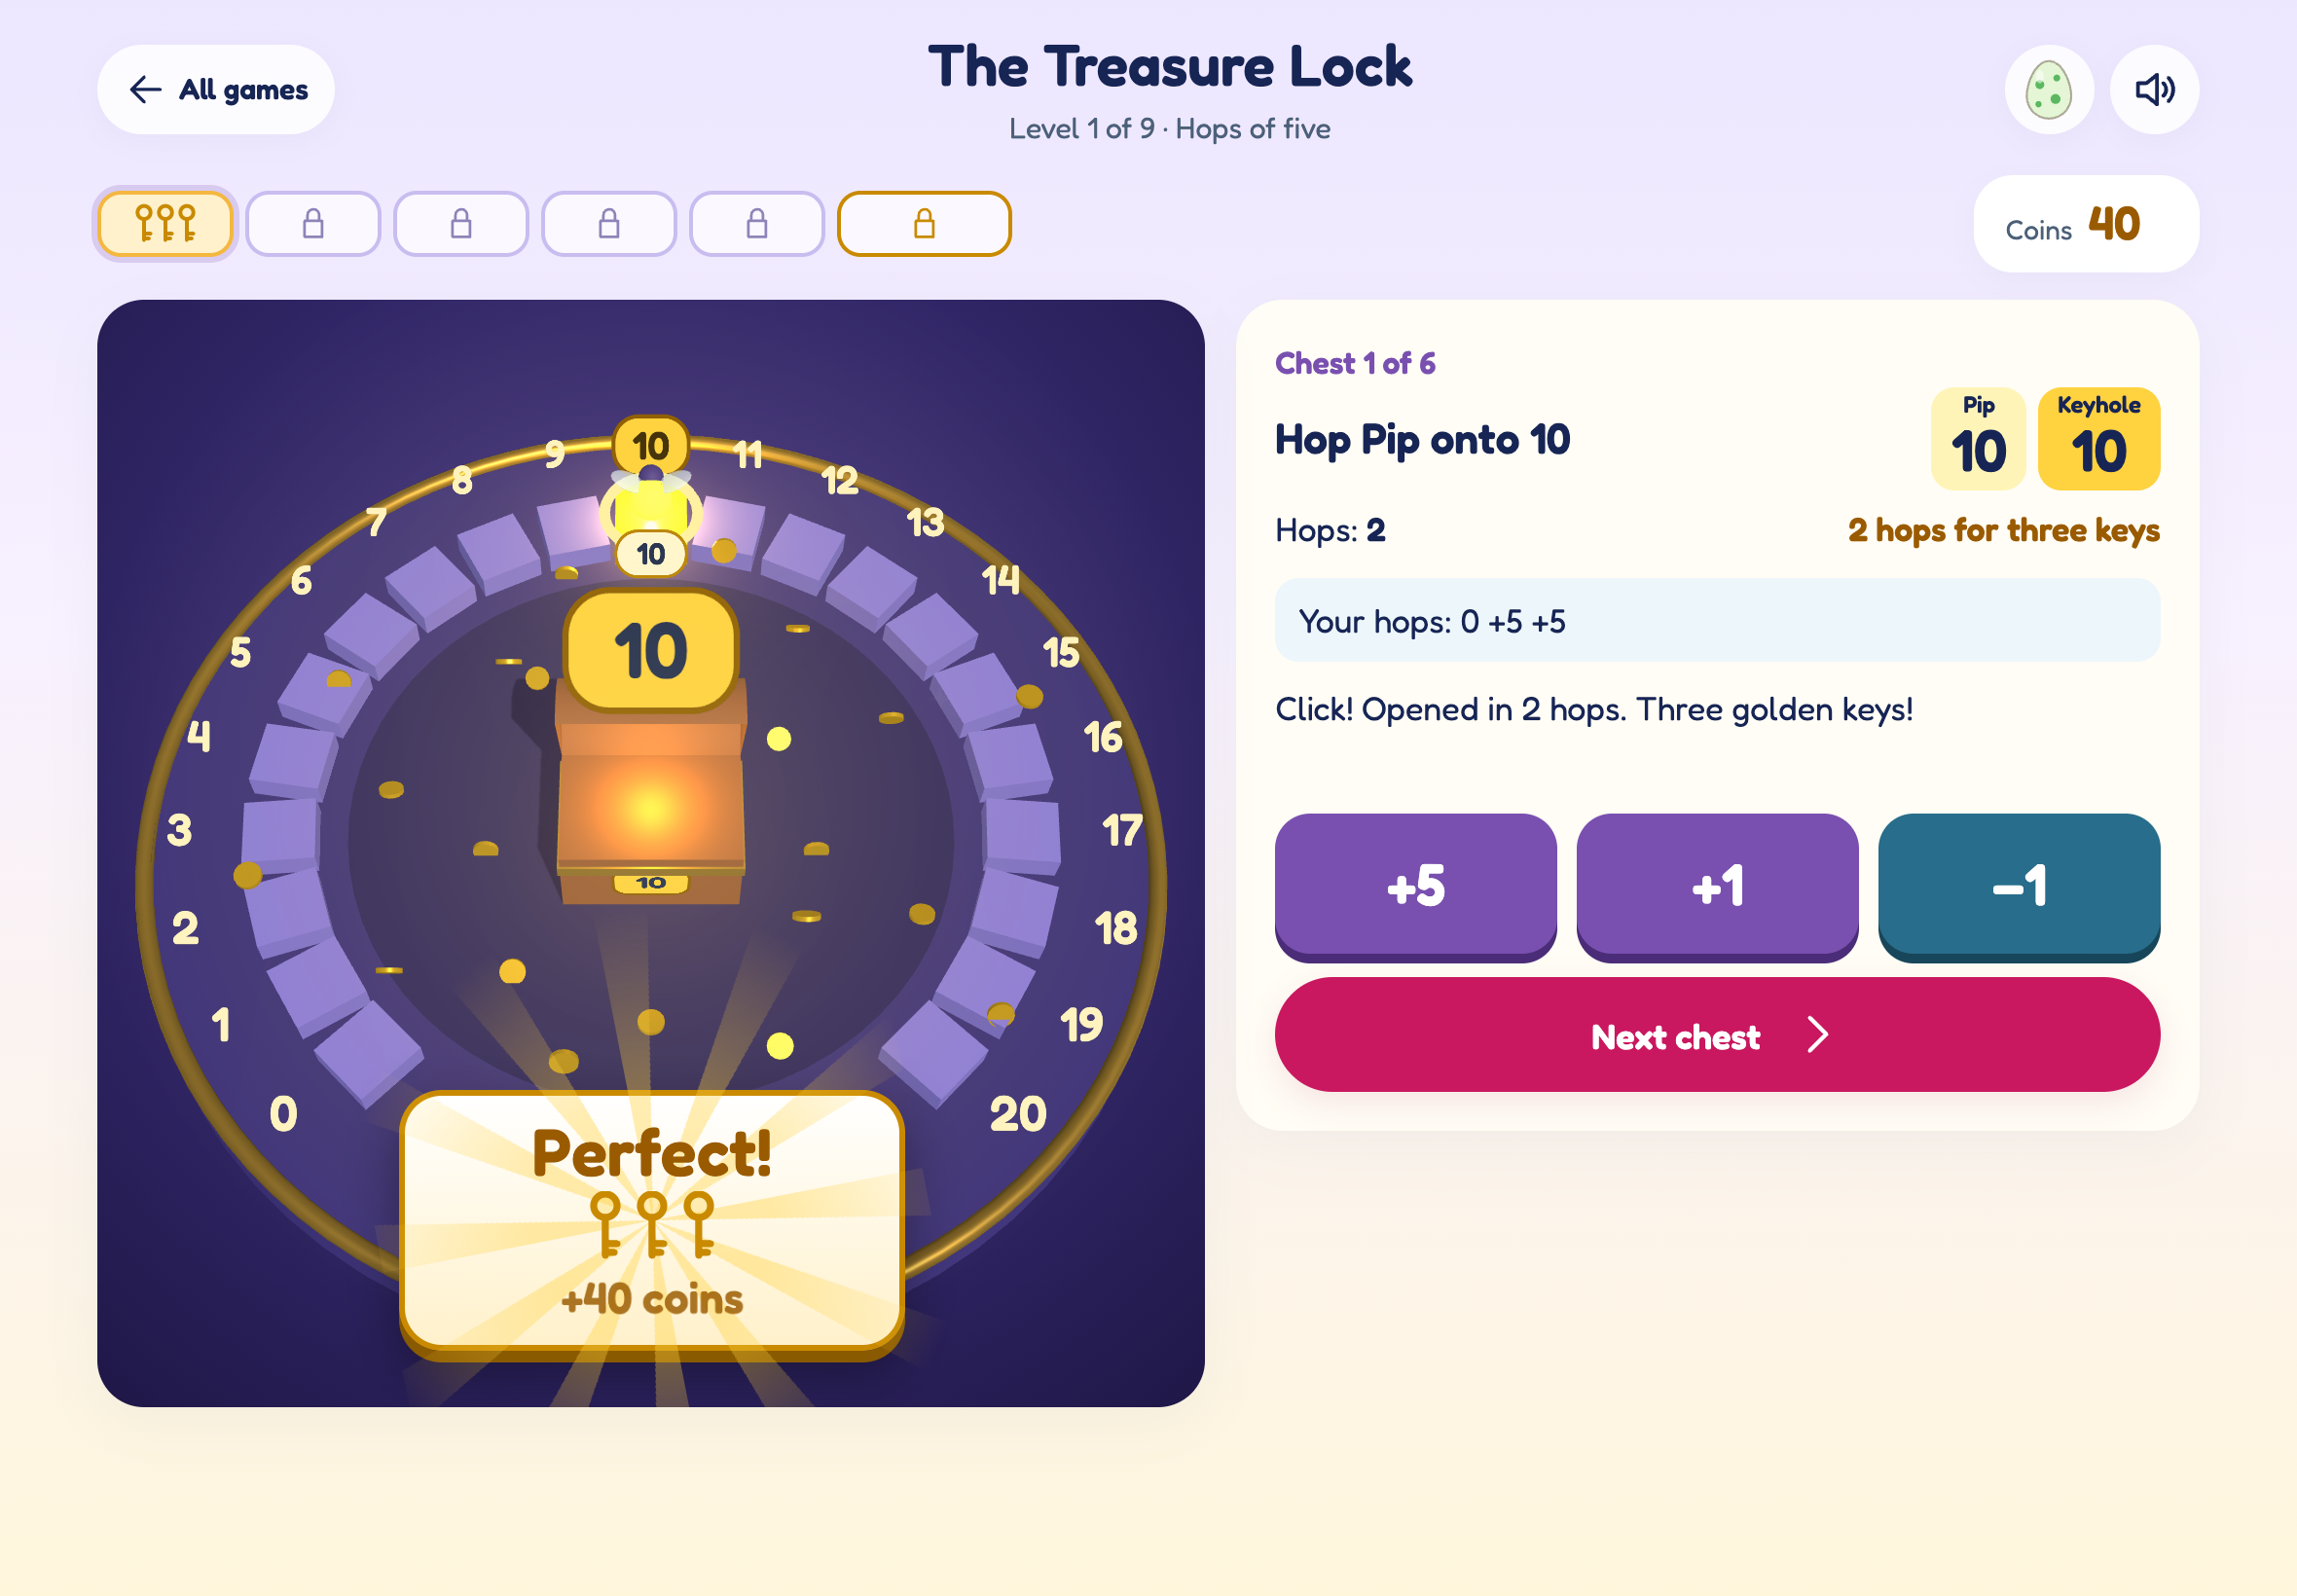 All games
The Treasure Lock
Level 1 of 9 · Hops of five
Coins 40
10
9
11
8
12
7
13
10
6
14
10
5
15
4
16
3
17
10
2
18
1
19
0
20
Perfect!
+40 coins
Chest 1 of 6
Hop Pip onto 10
Pip
10
Keyhole
10
Hops: 2
2 hops for three keys
Your hops: 0 +5 +5
Click! Opened in 2 hops. Three golden keys!
+5
+1
−1
Next chest